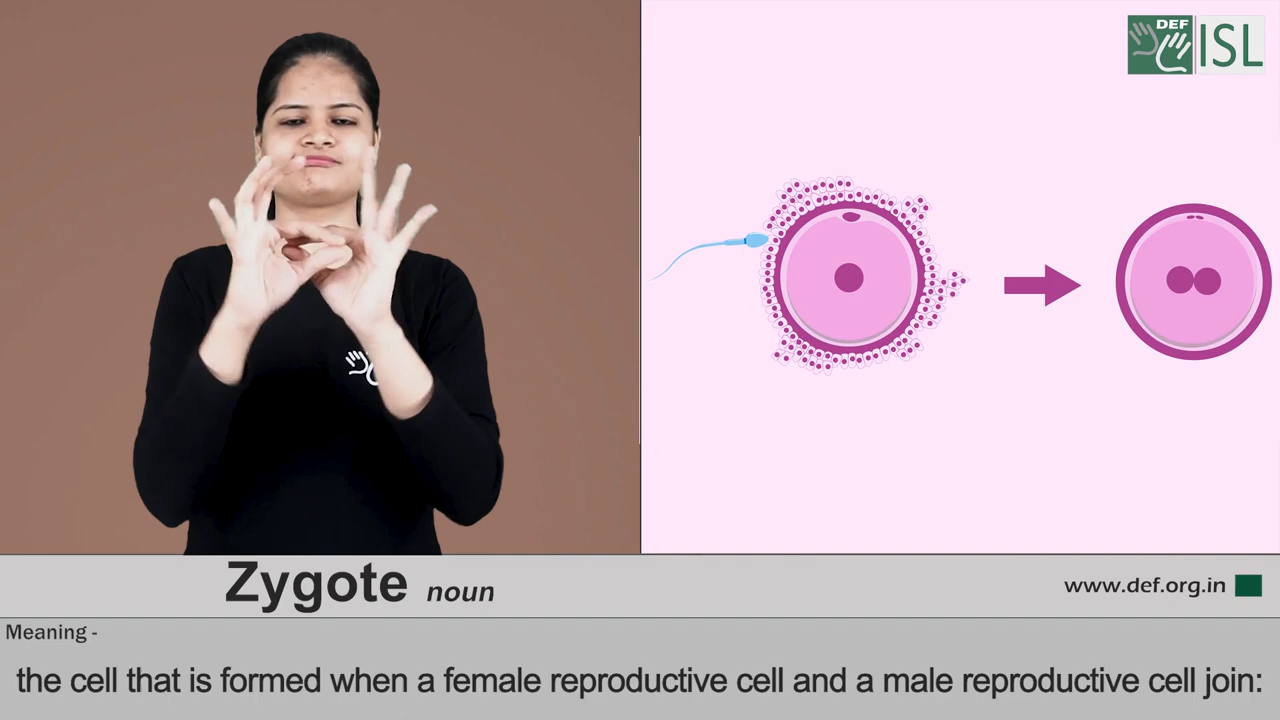 DEF
ISL
Zygote noun
www.def.org.in
Meaning -
the cell that is formed when a female reproductive cell and a male reproductive cell join: